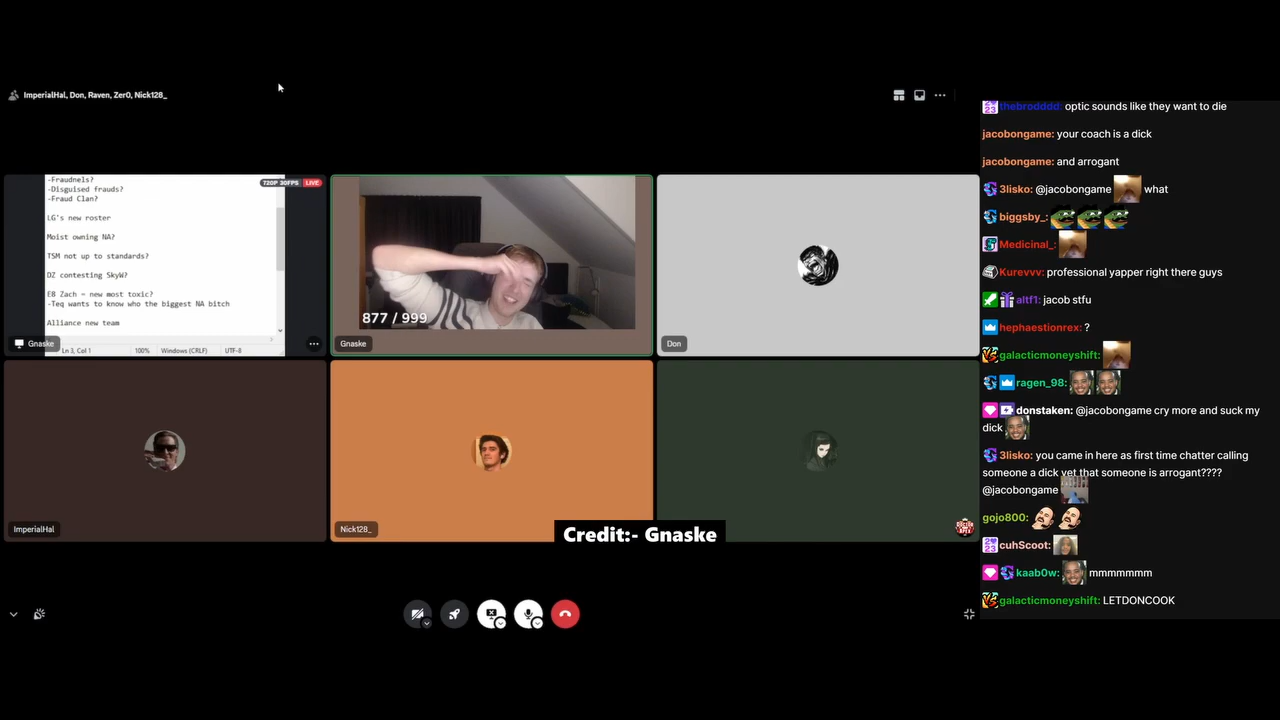 ImperialHal, Don, Raven, Zer0, Nick128_
-Fraudnels?
-Disguised frauds?
-Fraud Clan?
LG's new roster
Moist owning NA?
TSM not up to standards?
DZ contesting SkyW?
E8 Zach = new most toxic?
-Teq wants to know who the biggest NA bitch
Alliance new team
Ln 3, Col 1
100%
Windows (CRLF)
UTF-8
720P 30FPS LIVE
Gnaske
877 / 999
Gnaske
Don
ImperialHal
Nick128_
Credit:- Gnaske
thebrodddd: optic sounds like they want to die
jacobongame: your coach is a dick
jacobongame: and arrogant
3lisko: @jacobongame what
biggsby_:
Medicinal_:
Kurevvv: professional yapper right there guys
altf1: jacob stfu
hephaestionrex: ?
galacticmoneyshift:
ragen_98:
donstaken: @jacobongame cry more and suck my
dick
3lisko: you came in here as first time chatter calling
someone a dick yet that someone is arrogant????
@jacobongame
gojo800:
cuhScoot:
kaab0w: mmmmmmm
galacticmoneyshift: LETDONCOOK